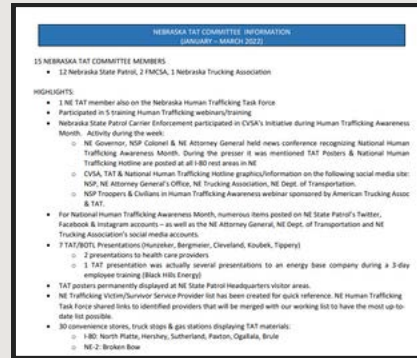 NEBRASKA TAT COMMITTEE INFORMATION
(JANUARY – MARCH 2022)
15 NEBRASKA TAT COMMITTEE MEMBERS
• 12 Nebraska State Patrol, 2 FMCSA, 1 Nebraska Trucking Association
HIGHLIGHTS:
• 1 NE TAT member also on the Nebraska Human Trafficking Task Force
• Participated in 5 training Human Trafficking webinars/training
• Nebraska State Patrol Carrier Enforcement participated in CVSA's Initiative during Human Trafficking Awareness
Month. Activity during the week:
○ NE Governor, NSP Colonel & NE Attorney General held news conference recognizing National Human
Trafficking Awareness Month. During the presser it was mentioned TAT Posters & National Human
Trafficking Hotline are posted at all I-80 rest areas in NE
○ CVSA, TAT & National Human Trafficking Hotline graphics/information on the following social media site:
NSP, NE Attorney General's Office, NE Trucking Association, NE Dept. of Transportation.
○ NSP Troopers & Civilians in Human Trafficking Awareness webinar sponsored by American Trucking Assoc
& TAT.
• For National Human Trafficking Awareness Month, numerous items posted on NE State Patrol's Twitter,
Facebook & Instagram accounts – as well as the NE Attorney General, NE Dept. of Transportation and NE
Trucking Association's social media accounts.
• 7 TAT/BOTL Presentations (Hunzeker, Bergmeier, Cleveland, Koubek, Tippery)
○ 2 presentations to health care providers
○ 1 TAT presentation was actually several presentations to an energy base company during a 3-day
employee training (Black Hills Energy)
• TAT posters permanently displayed at NE State Patrol Headquarters visitor areas.
• NE Trafficking Victim/Survivor Service Provider list has been created for quick reference. NE Human Trafficking
Task Force shared links to identified providers that will be merged with our working list to have the most up-to-
date list possible.
• 30 convenience stores, truck stops & gas stations displaying TAT materials:
○ I-80: North Platte, Hershey, Sutherland, Paxton, Ogallala, Brule
○ NE-2: Broken Bow